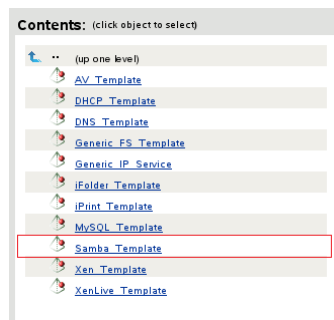 Contents: (click object to select)
.. (up one level)
AV Template
DHCP Template
DNS Template
Generic FS Template
Generic IP Service
iFolder Template
iPrint Template
MySQL Template
Samba Template
Xen Template
XenLive Template